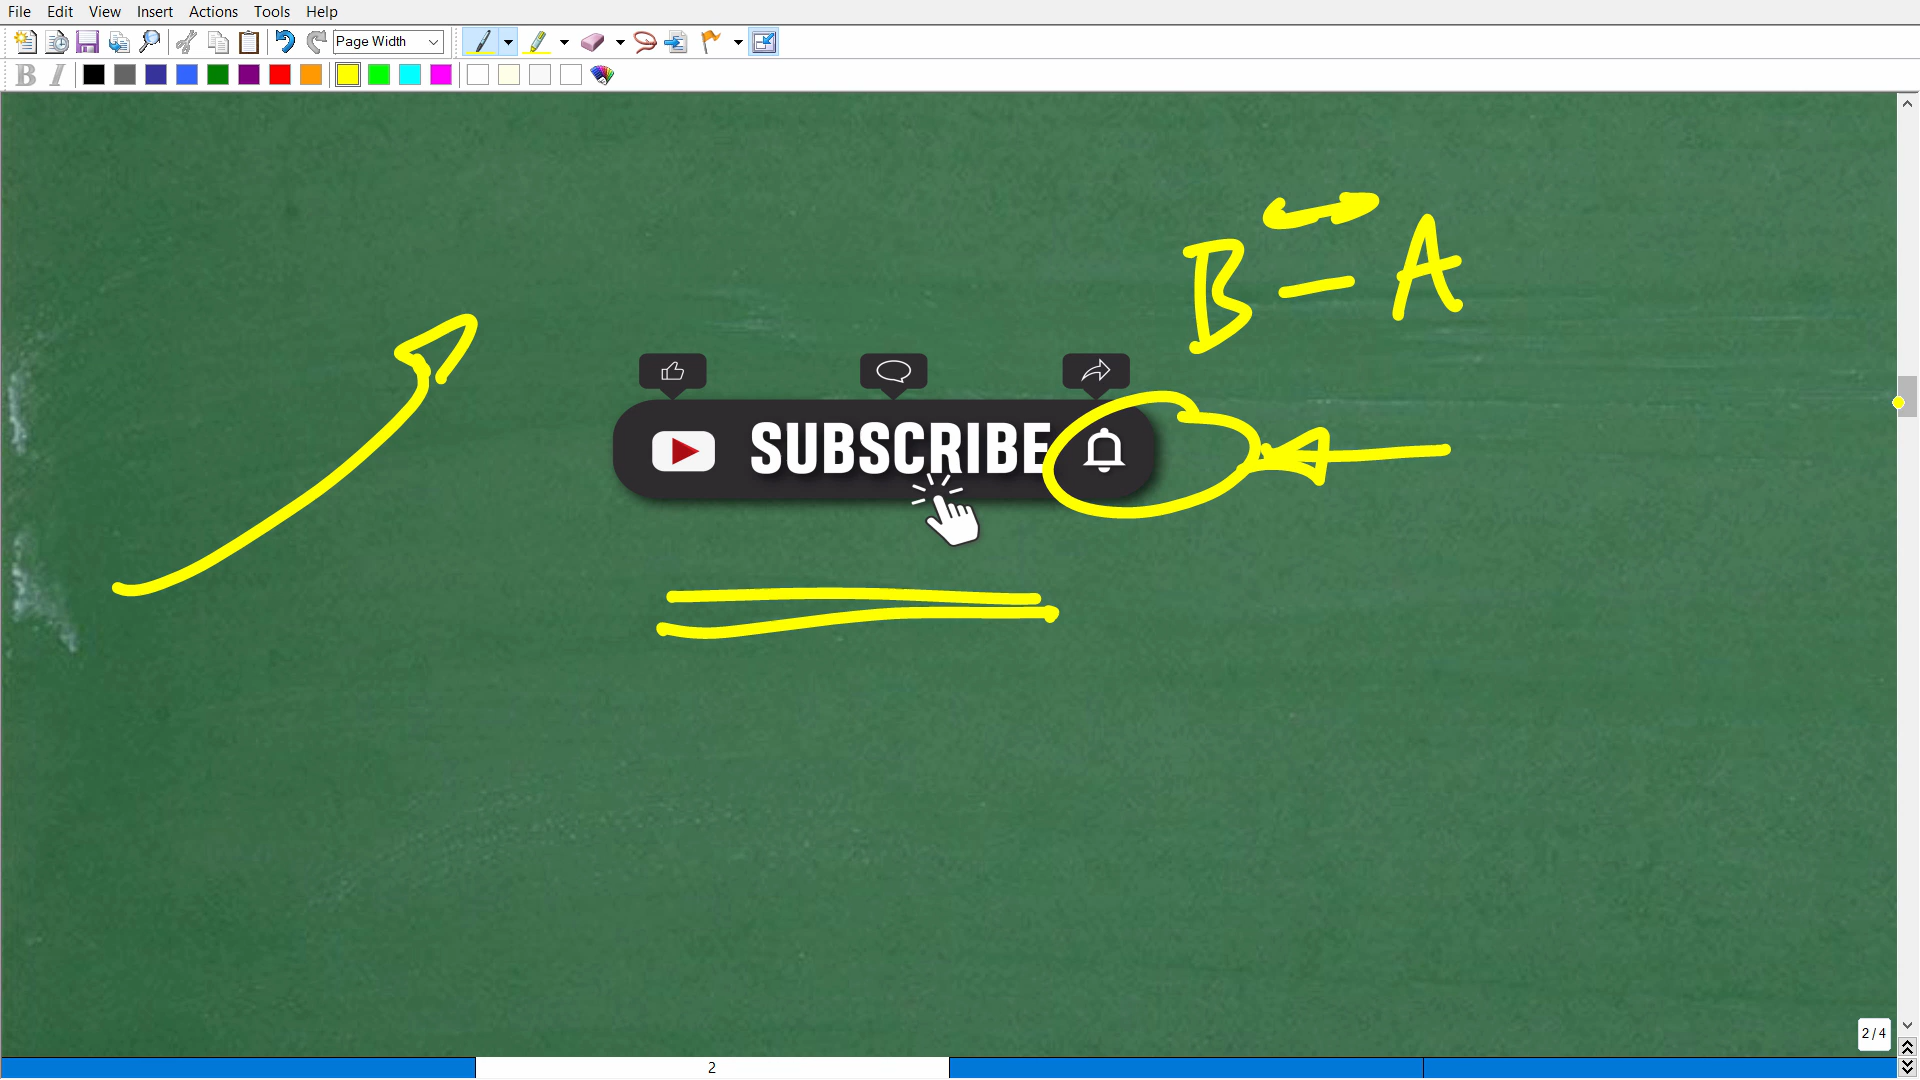 File Edit View Insert Actions Tools Help
Page Width
B I
B - A
SUBSCRIBE
2 / 4
2